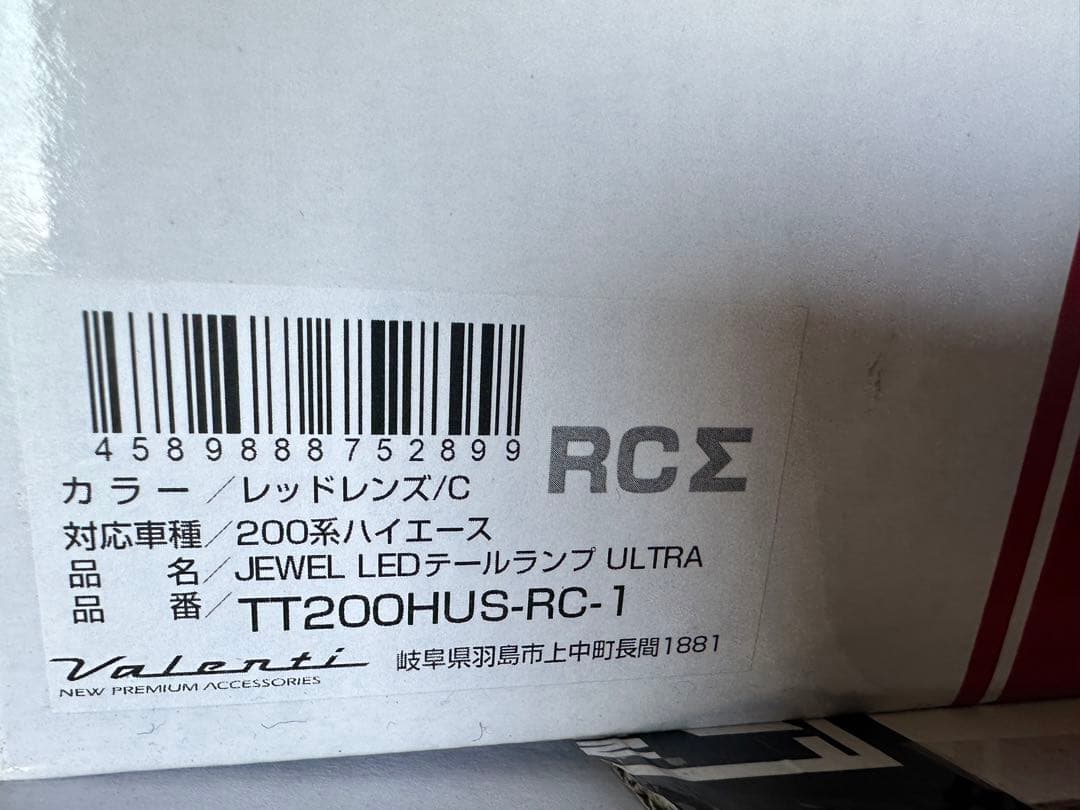 4589888752899
RCΣ
カラー／レッドレンズ/C
対応車種／200系ハイエース
品名／JEWEL LEDテールランプ ULTRA
品番／TT200HUS-RC-1
Valenti
NEW PREMIUM ACCESSORIES
岐阜県羽島市上中町長間1881